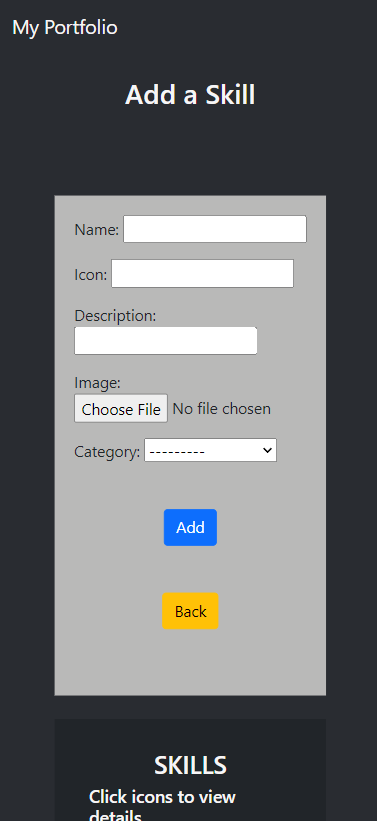 My Portfolio
Add a Skill
Name:
Icon:
Description:
Image:
Choose File No file chosen
Category: ---------
Add
Back
SKILLS
Click icons to view
details